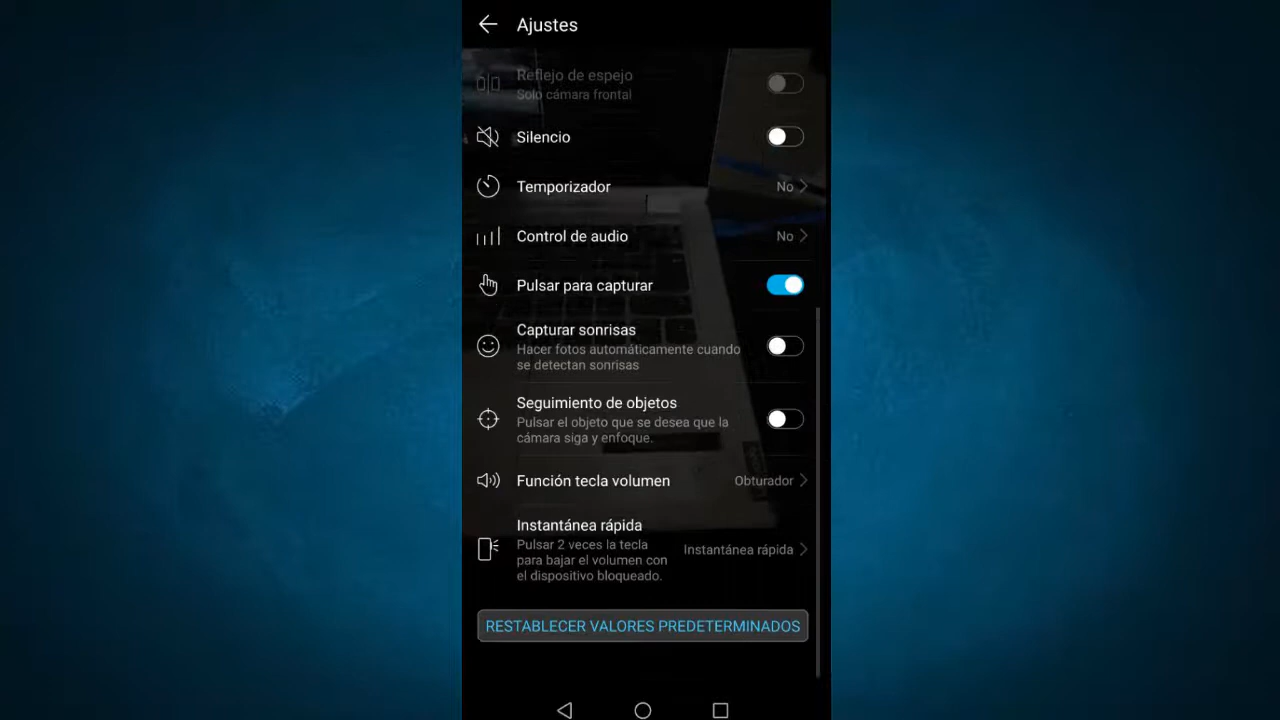 Ajustes
Reflejo de espejo
Solo cámara frontal
Silencio
Temporizador No
Control de audio No
Pulsar para capturar
Capturar sonrisas
Hacer fotos automáticamente cuando
se detectan sonrisas
Seguimiento de objetos
Pulsar el objeto que se desea que la
cámara siga y enfoque.
Función tecla volumen Obturador
Instantánea rápida
Pulsar 2 veces la tecla
para bajar el volumen con
el dispositivo bloqueado.
Instantánea rápida
RESTABLECER VALORES PREDETERMINADOS